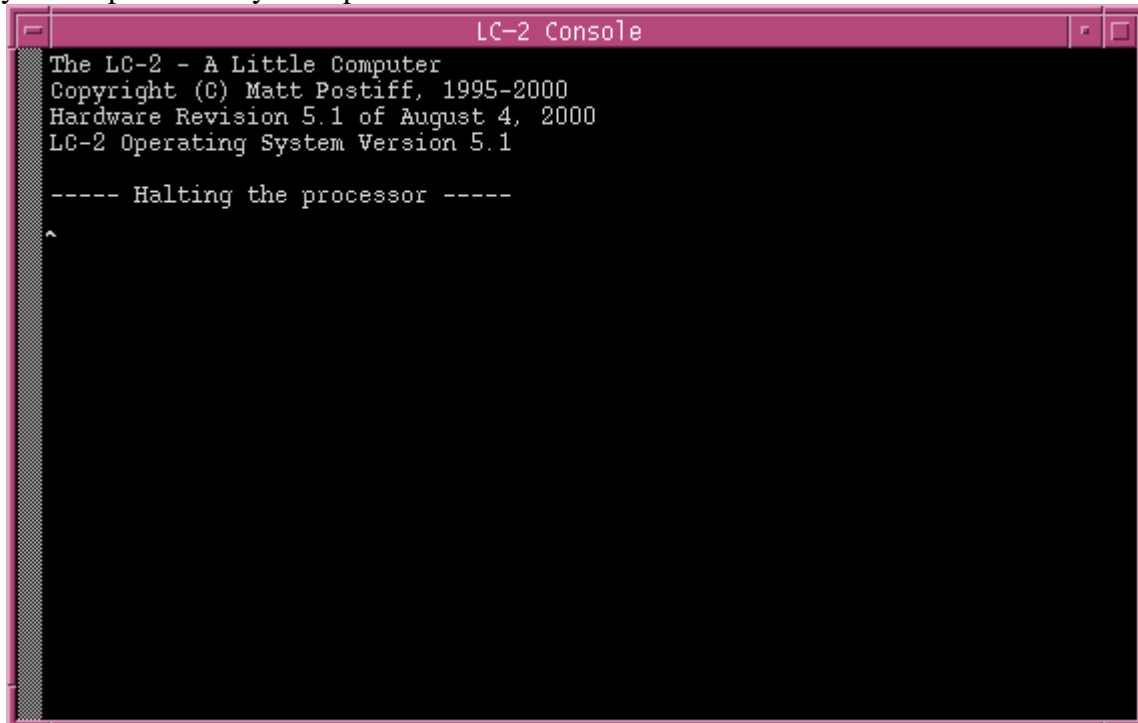 LC-2 Console
The LC-2 - A Little Computer
Copyright (C) Matt Postiff, 1995-2000
Hardware Revision 5.1 of August 4, 2000
LC-2 Operating System Version 5.1
----- Halting the processor -----
^